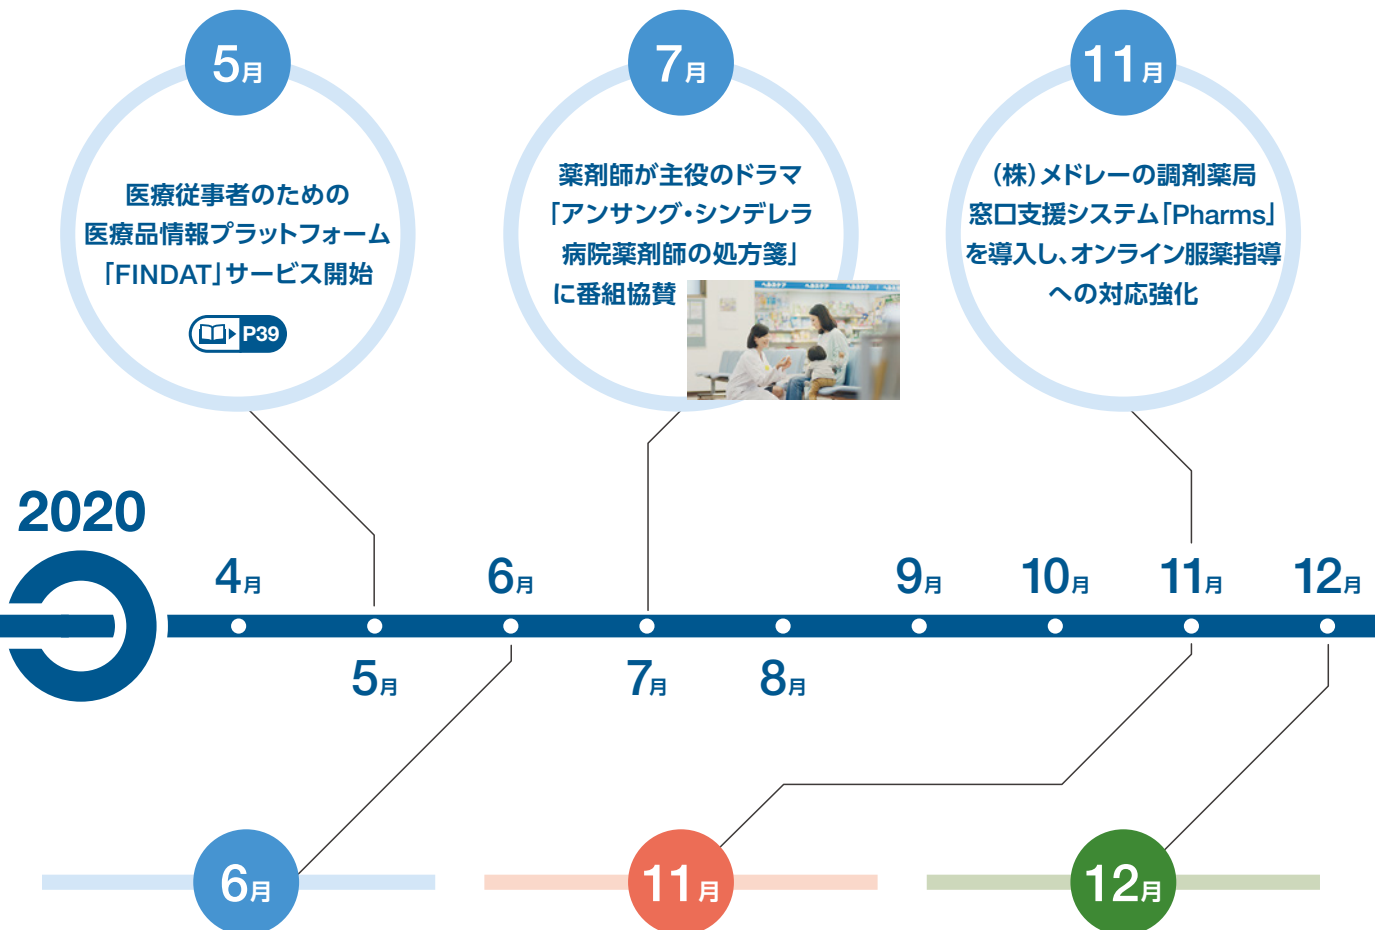 5月
医療従事者のための
医療品情報プラットフォーム
「FINDAT」サービス開始
P39
7月
薬剤師が主役のドラマ
「アンサング・シンデレラ
病院薬剤師の処方箋」
に番組協賛
11月
(株)メドレーの調剤薬局
窓口支援システム「Pharms」
を導入し、オンライン服薬指導
への対応強化
2020
4月
5月
6月
7月
8月
9月
10月
11月
12月
6月
11月
12月